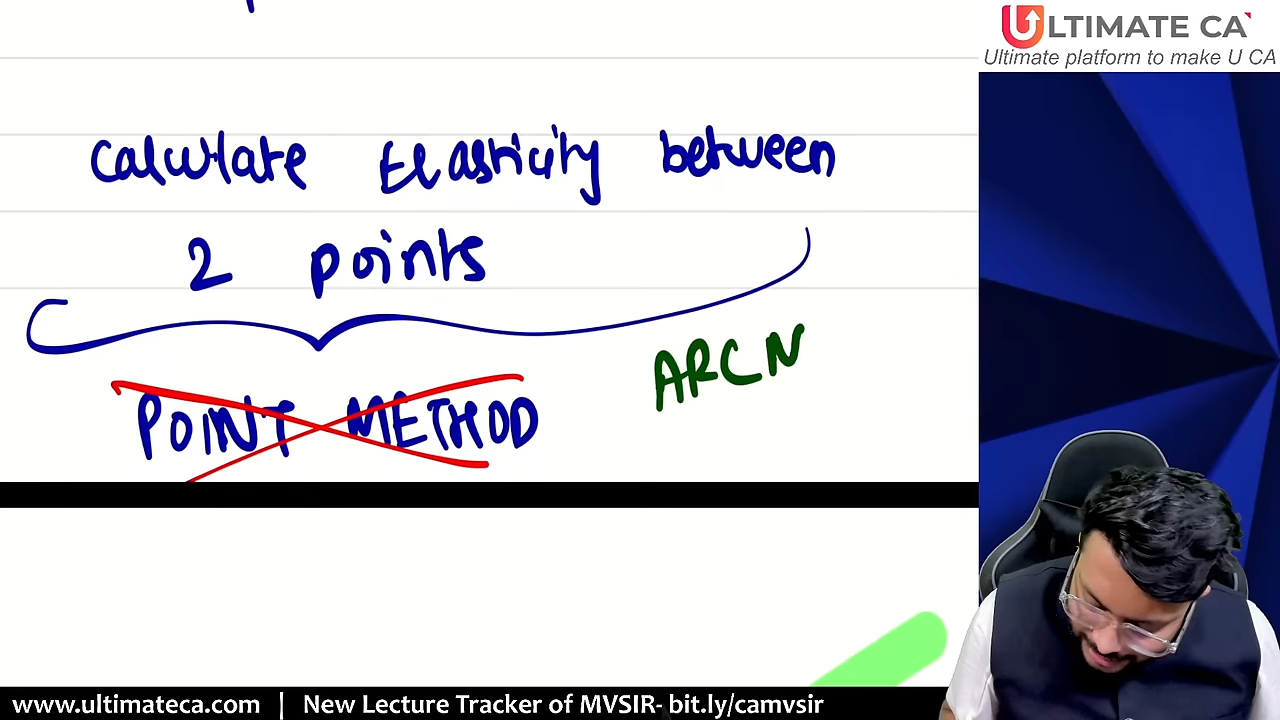 ULTIMATE CA
Ultimate platform to make U CA
Calculate Elasticity between
2 points
ARCN
POINT METHOD
www.ultimateca.com | New Lecture Tracker of MVSIR- bit.ly/camvsir